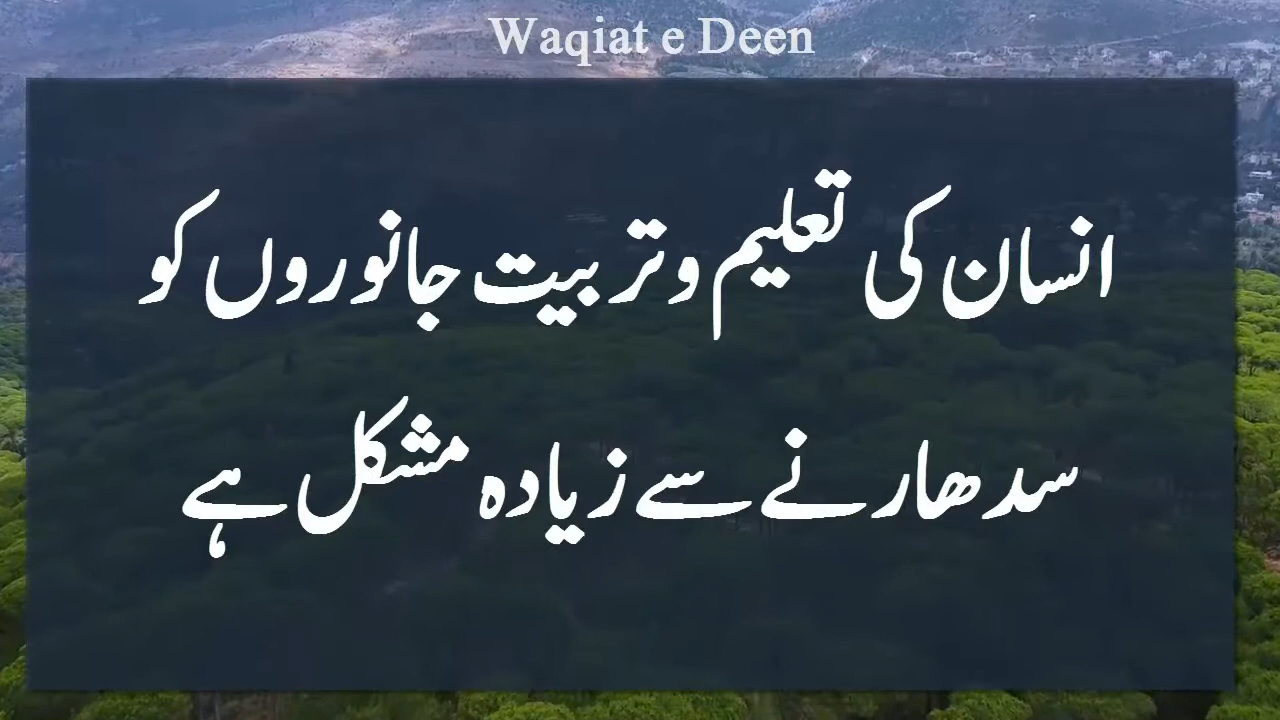 Waqiat e Deen
انسان کی تعلیم و تربیت جانوروں کو
سدھارنے سے زیادہ مشکل ہے